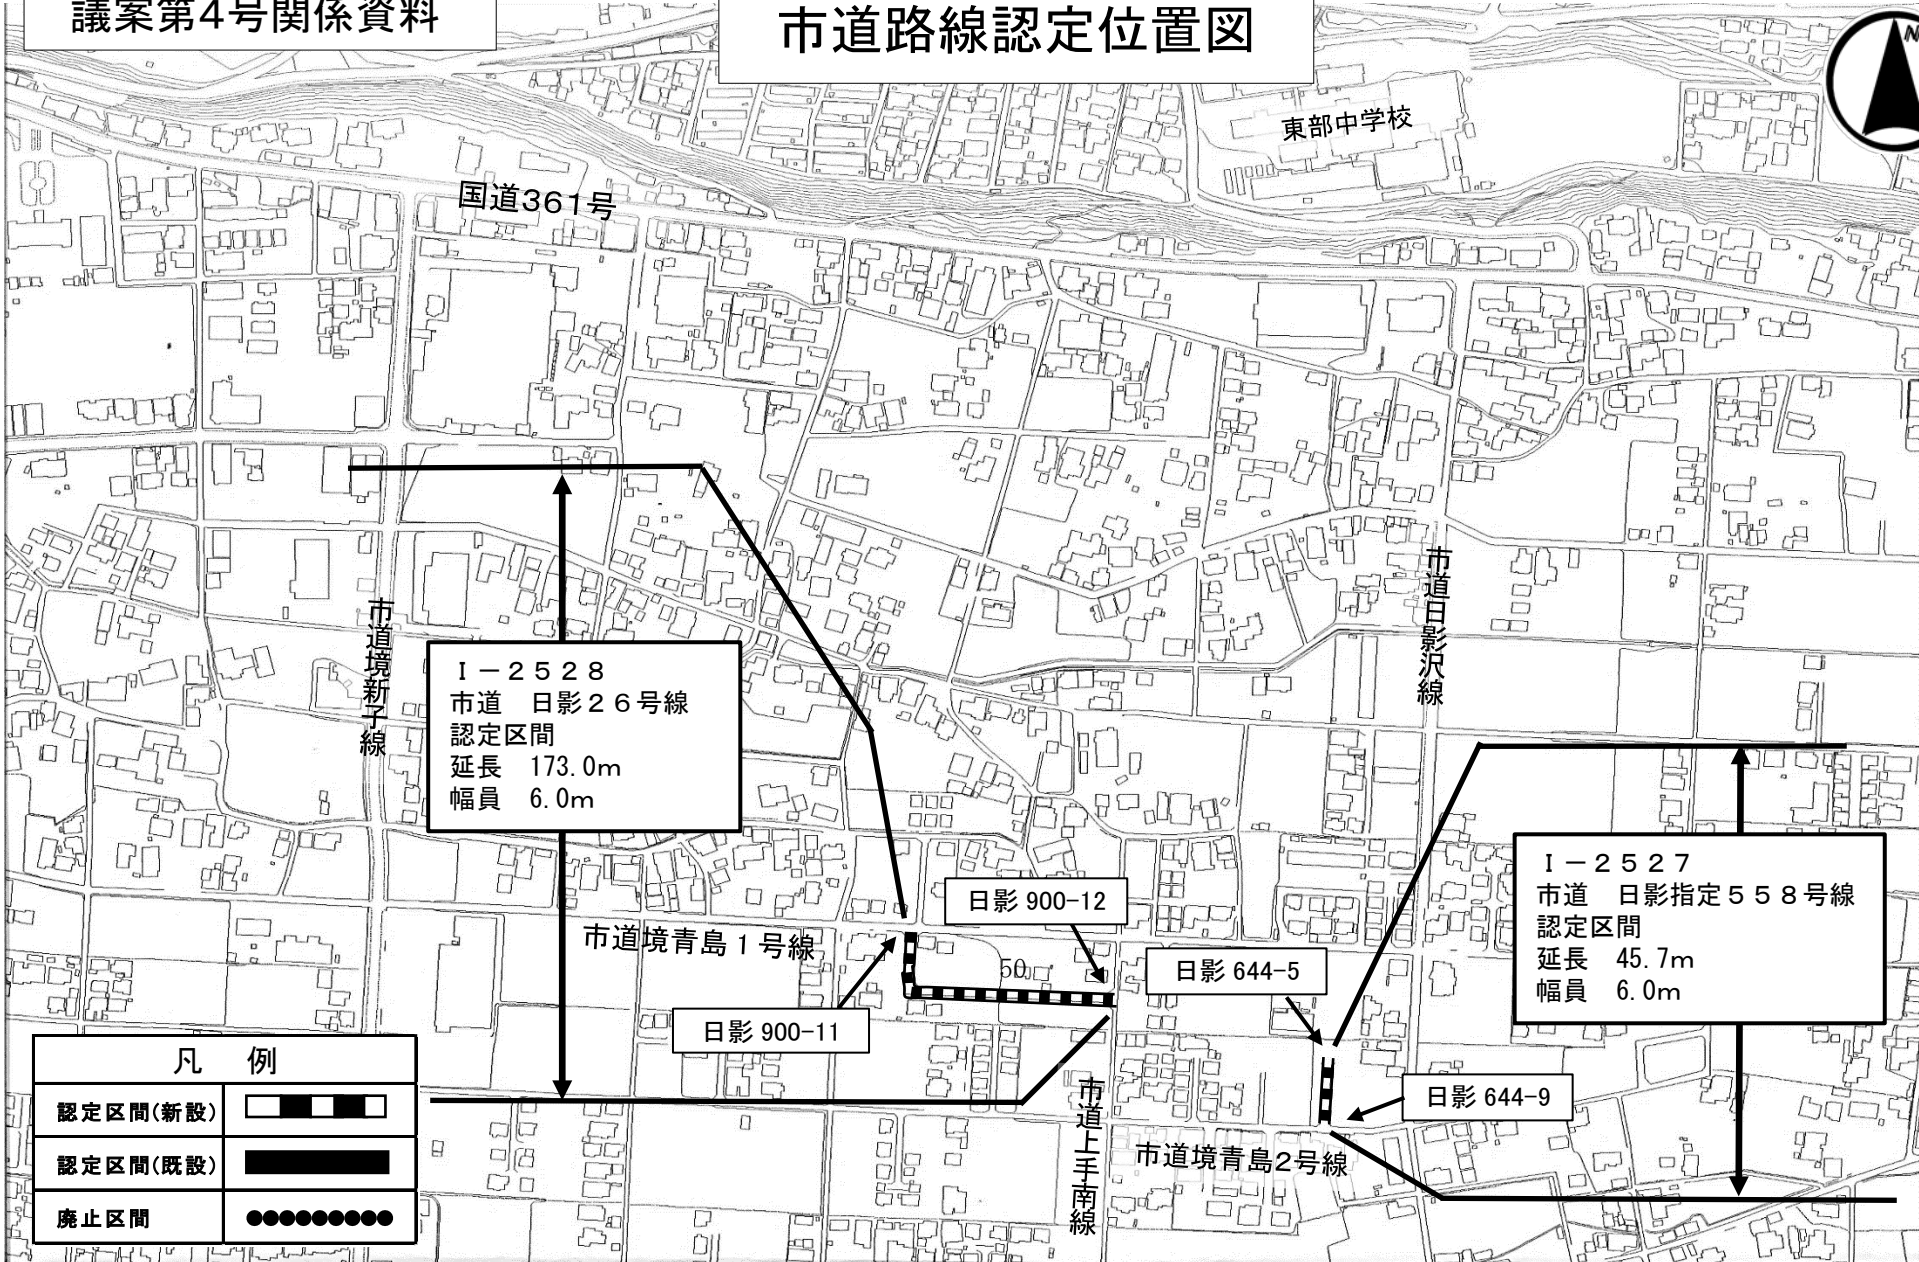 議案第4号関係資料
市道路線認定位置図
N
東部中学校
国道361号
市道日影沢線
市道境新子線
Ⅰ－２５２８
市道　日影２６号線
認定区間
延長　173.0m
幅員　6.0m
Ⅰ－２５２７
市道　日影指定５５８号線
認定区間
延長　45.7m
幅員　6.0m
日影 900-12
市道境青島１号線
50
日影 644-5
日影 900-11
日影 644-9
市道上手南線
市道境青島2号線
凡　例
認定区間(新設)
認定区間(既設)
廃止区間